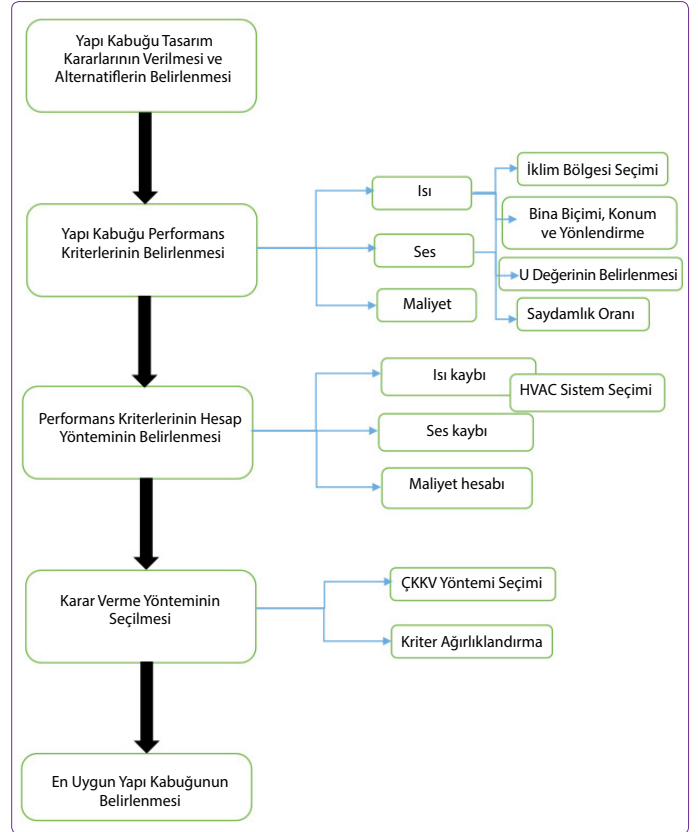 Yapı Kabuğu Tasarım
Kararlarının Verilmesi ve
Alternatiflerin Belirlenmesi
Yapı Kabuğu Performans
Kriterlerinin Belirlenmesi
Isı
Ses
Maliyet
İklim Bölgesi Seçimi
Bina Biçimi, Konum
ve Yönlendirme
U Değerinin Belirlenmesi
Saydamlık Oranı
Performans Kriterlerinin Hesap
Yönteminin Belirlenmesi
Isı kaybı
HVAC Sistem Seçimi
Ses kaybı
Maliyet hesabı
Karar Verme Yönteminin
Seçilmesi
ÇKKV Yöntemi Seçimi
Kriter Ağırlıklandırma
En Uygun Yapı Kabuğunun
Belirlenmesi